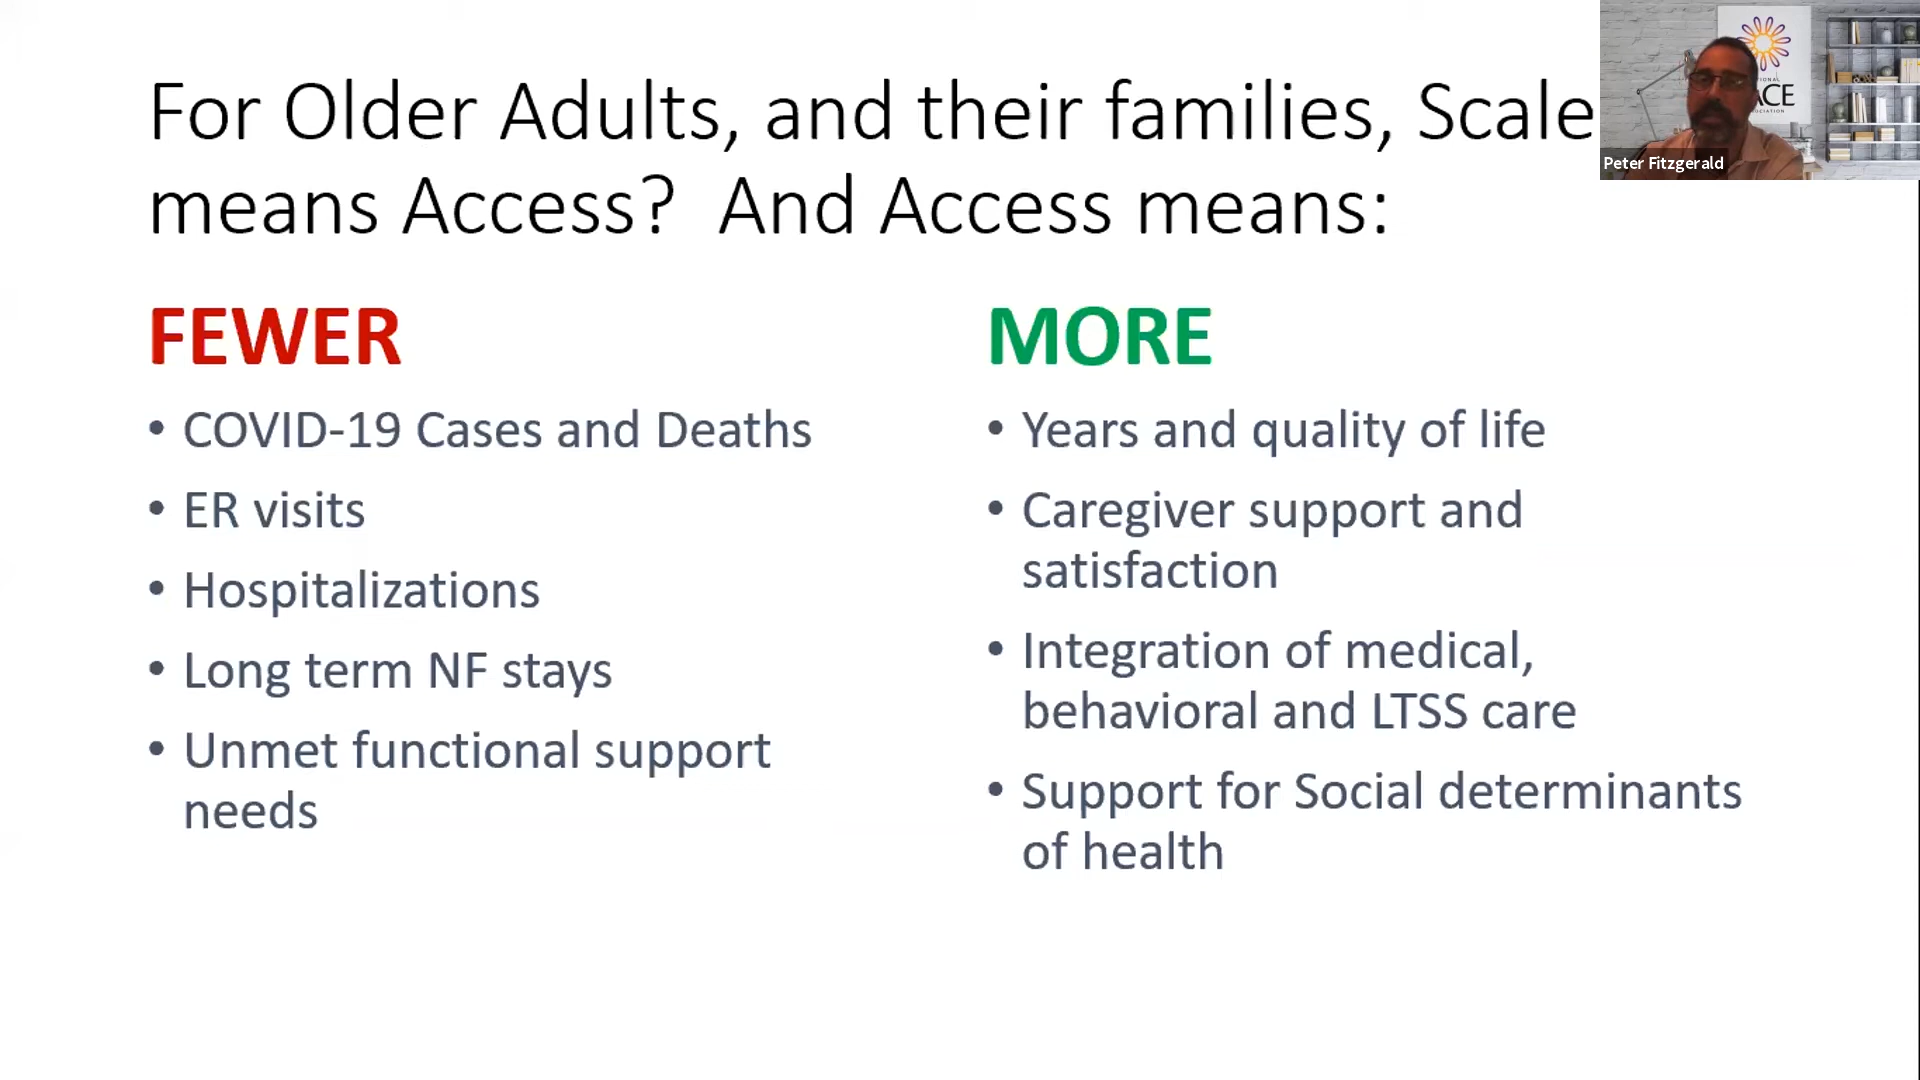 For Older Adults, and their families, Scale
means Access?  And Access means:
FEWER
• COVID-19 Cases and Deaths
• ER visits
• Hospitalizations
• Long term NF stays
• Unmet functional support
needs
MORE
• Years and quality of life
• Caregiver support and
satisfaction
• Integration of medical,
behavioral and LTSS care
• Support for Social determinants
of health
Peter Fitzgerald